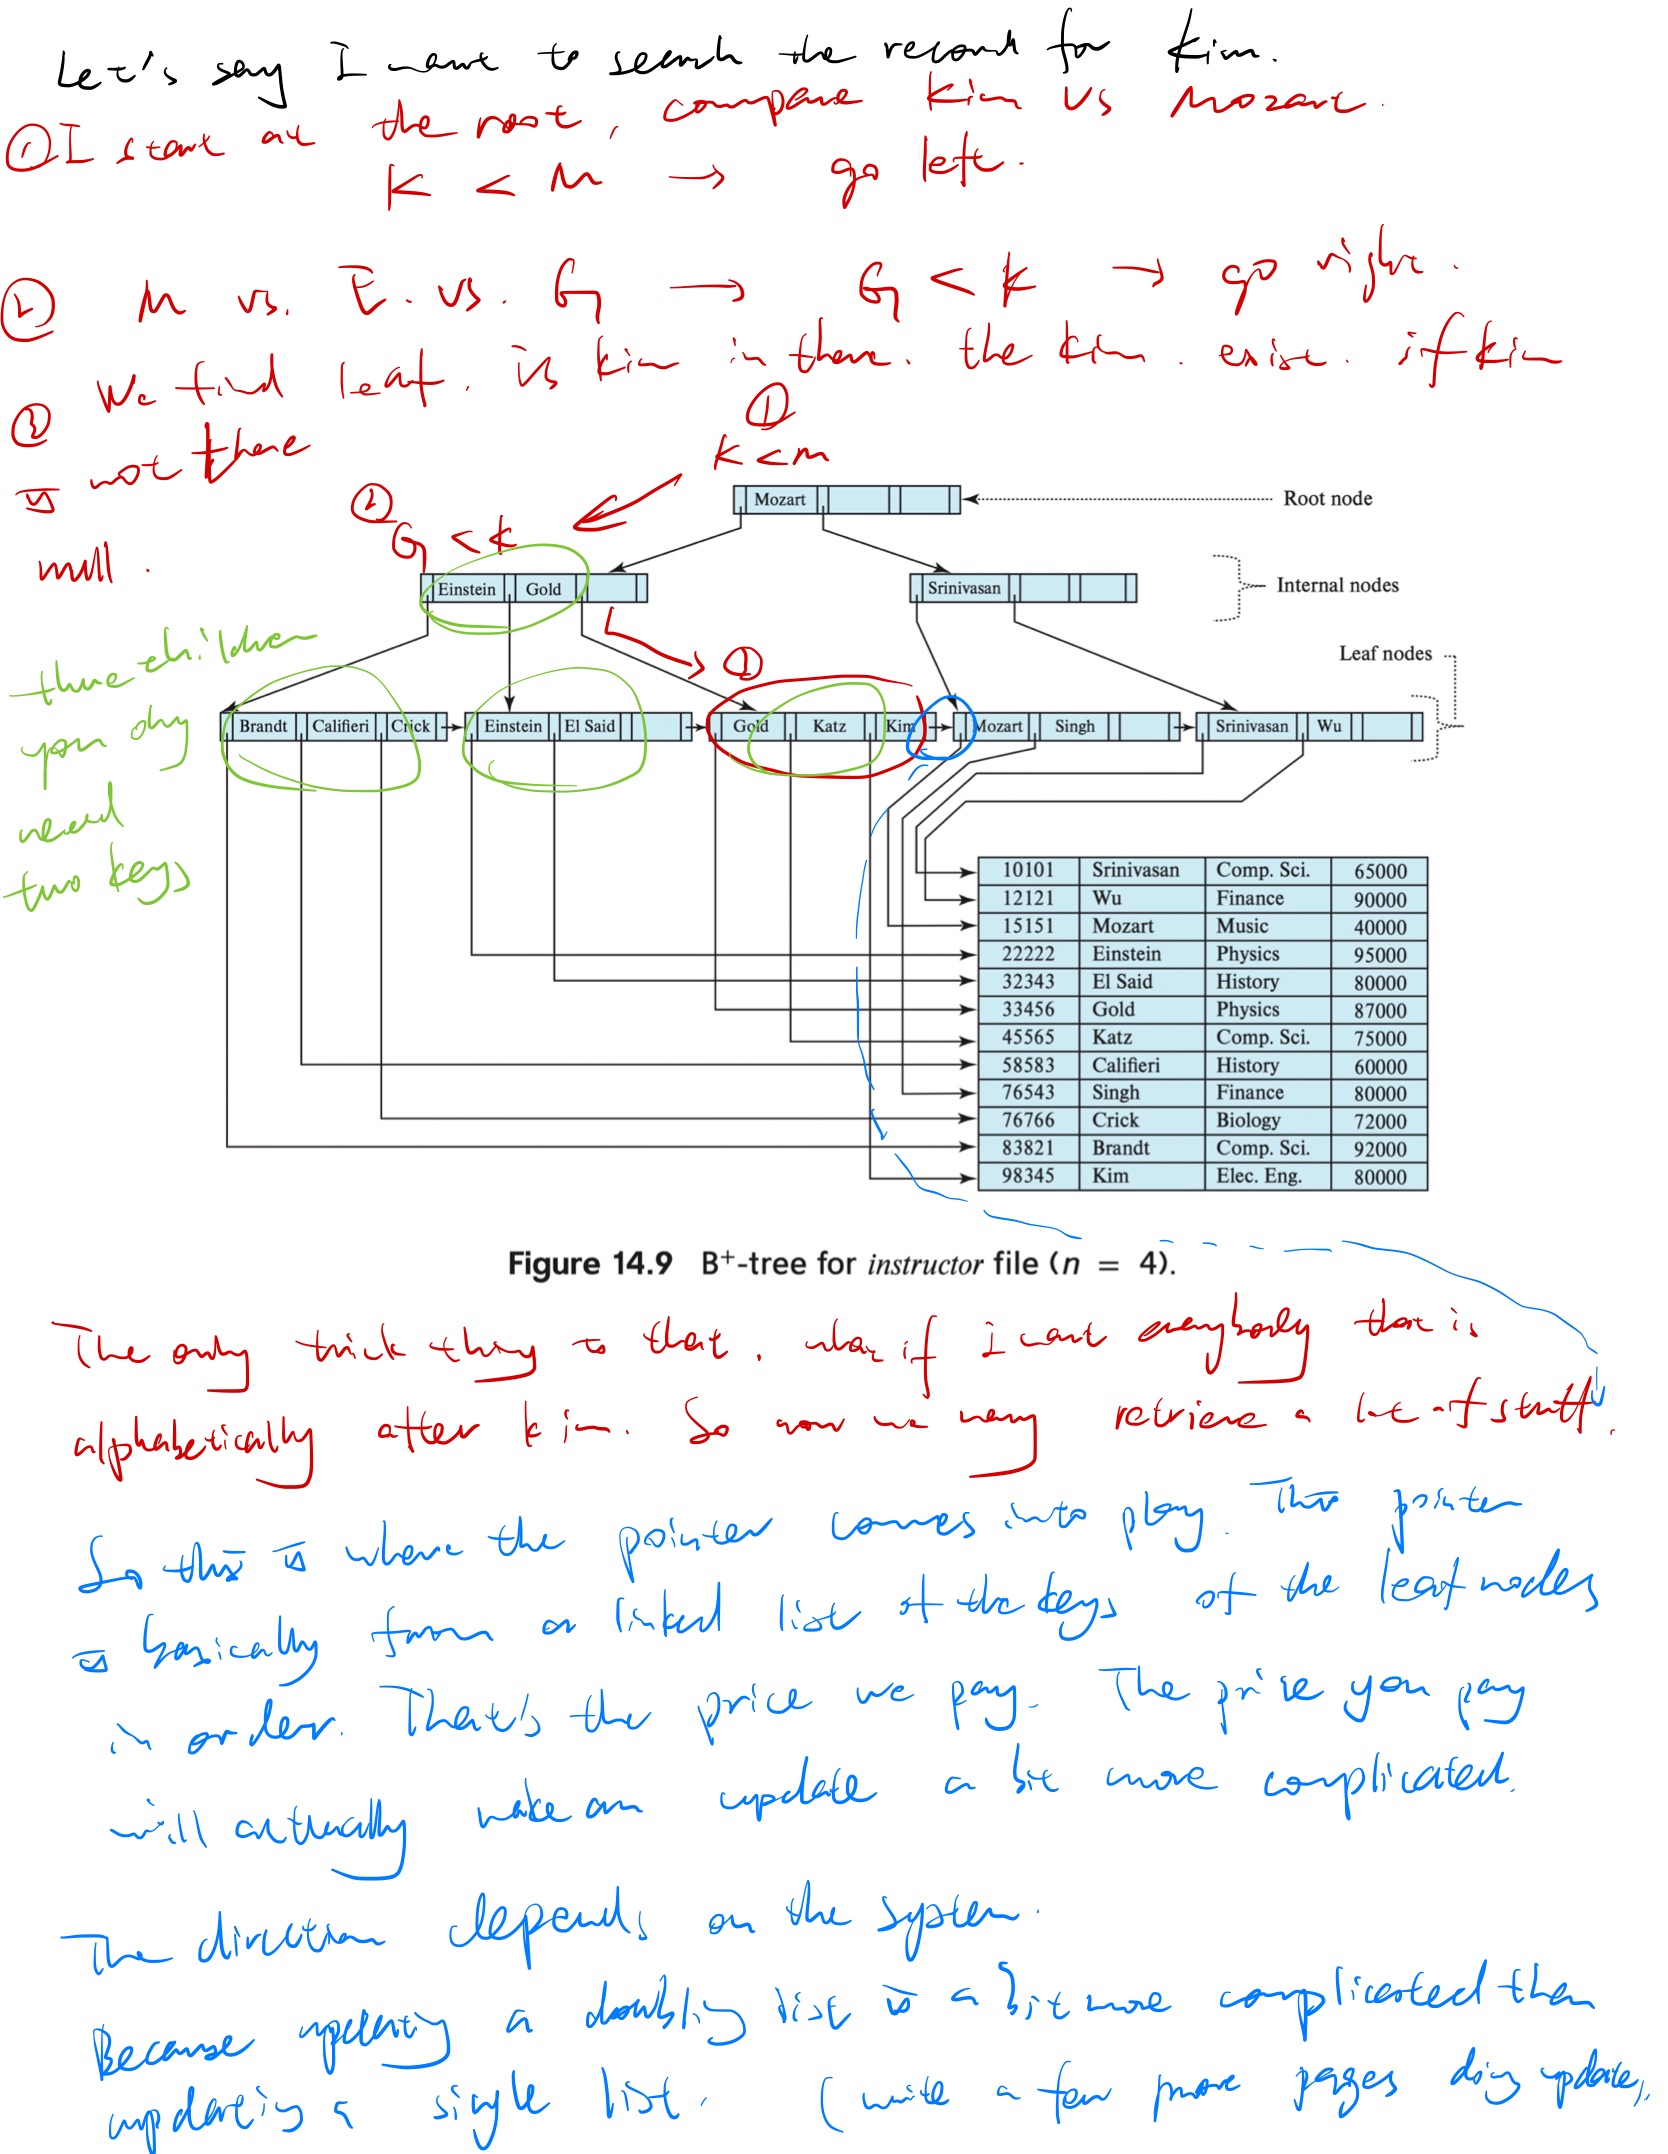 Let's say I want to search the record for Kim.
① I start at the root, compare Kim vs Mozart.
K < M → go left.
② M vs. E. vs. G → G < K → go right.
③ We find leaf. is Kim in there. the Kim. exist. if Kim
is not there
null.
①
K < M
②
G < K
Mozart
Root node
Einstein Gold
Srinivasan
Internal nodes
Leaf nodes
three children
you only
need
two keys
①
Brandt Califieri Crick Einstein El Said Gold Katz Kim Mozart Singh Srinivasan Wu
10101 Srinivasan Comp. Sci. 65000
12121 Wu Finance 90000
15151 Mozart Music 40000
22222 Einstein Physics 95000
32343 El Said History 80000
33456 Gold Physics 87000
45565 Katz Comp. Sci. 75000
58583 Califieri History 60000
76543 Singh Finance 80000
76766 Crick Biology 72000
83821 Brandt Comp. Sci. 92000
98345 Kim Elec. Eng. 80000
Figure 14.9 B+-tree for instructor file (n = 4).
The only trick thing to that. what if I want everybody that is
alphabetically after Kim. So now we may retrieve a lot of stuff.
So this is where the pointer comes into play. This pointer
is basically from a linked list of the keys of the leaf nodes
in order. That's the price we pay. The price you pay
will actually make an update a bit more complicated.
The direction depends on the system.
Because updating a doubly list is a bit more complicated than
updating a single list. (write a few more pages doing update).